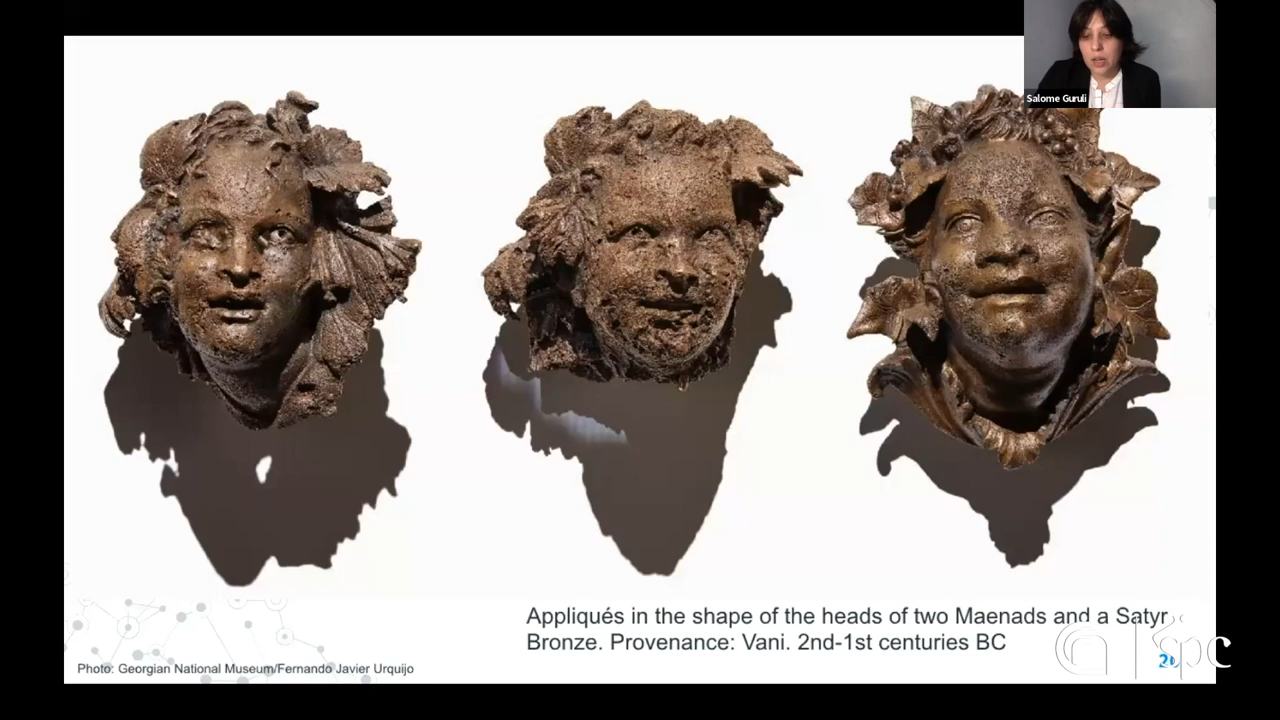 Salome Guruli
Appliqués in the shape of the heads of two Maenads and a Satyr
Bronze. Provenance: Vani. 2nd-1st centuries BC
Photo: Georgian National Museum/Fernando Javier Urquijo
spc